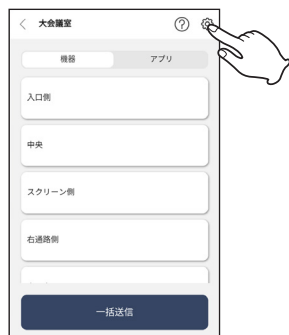 大会議室
機器 アプリ
入口側
中央
スクリーン側
右通路側
一括送信